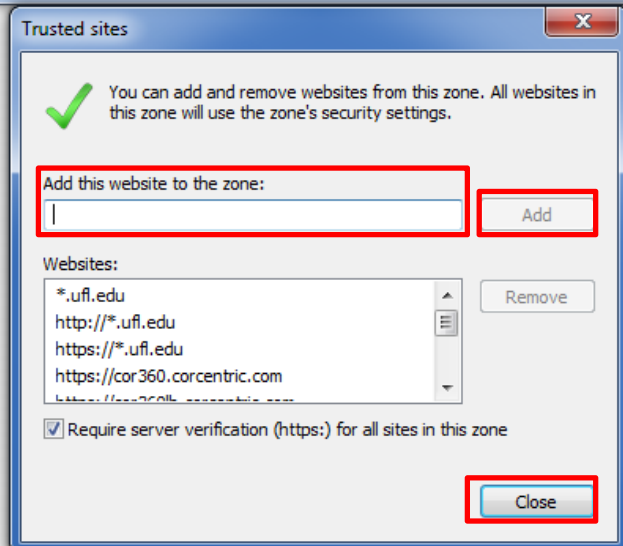 Trusted sites
You can add and remove websites from this zone. All websites in
this zone will use the zone's security settings.
Add this website to the zone:
Add
Websites:
*.ufl.edu
Remove
http://*.ufl.edu
https://*.ufl.edu
https://cor360.corcentric.com
Require server verification (https:) for all sites in this zone
Close